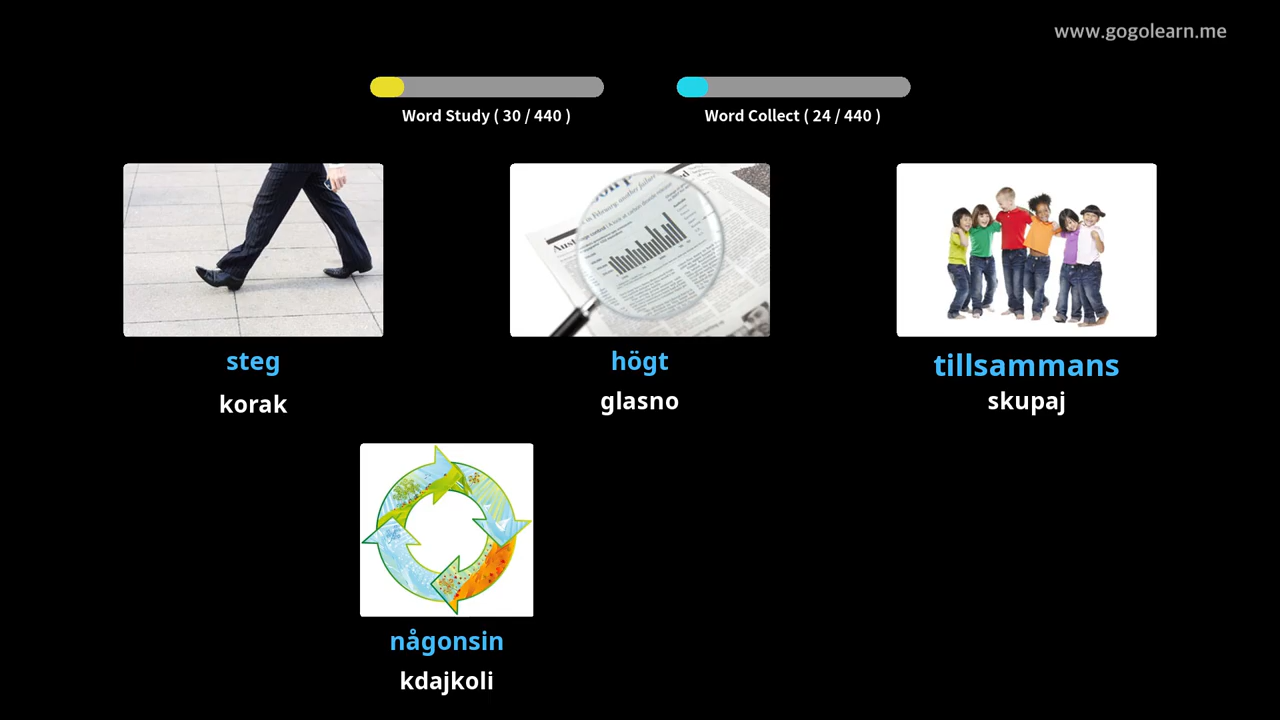 www.gogolearn.me
Word Study ( 30 / 440 )
Word Collect ( 24 / 440 )
steg
korak
högt
glasno
tillsammans
skupaj
någonsin
kdajkoli